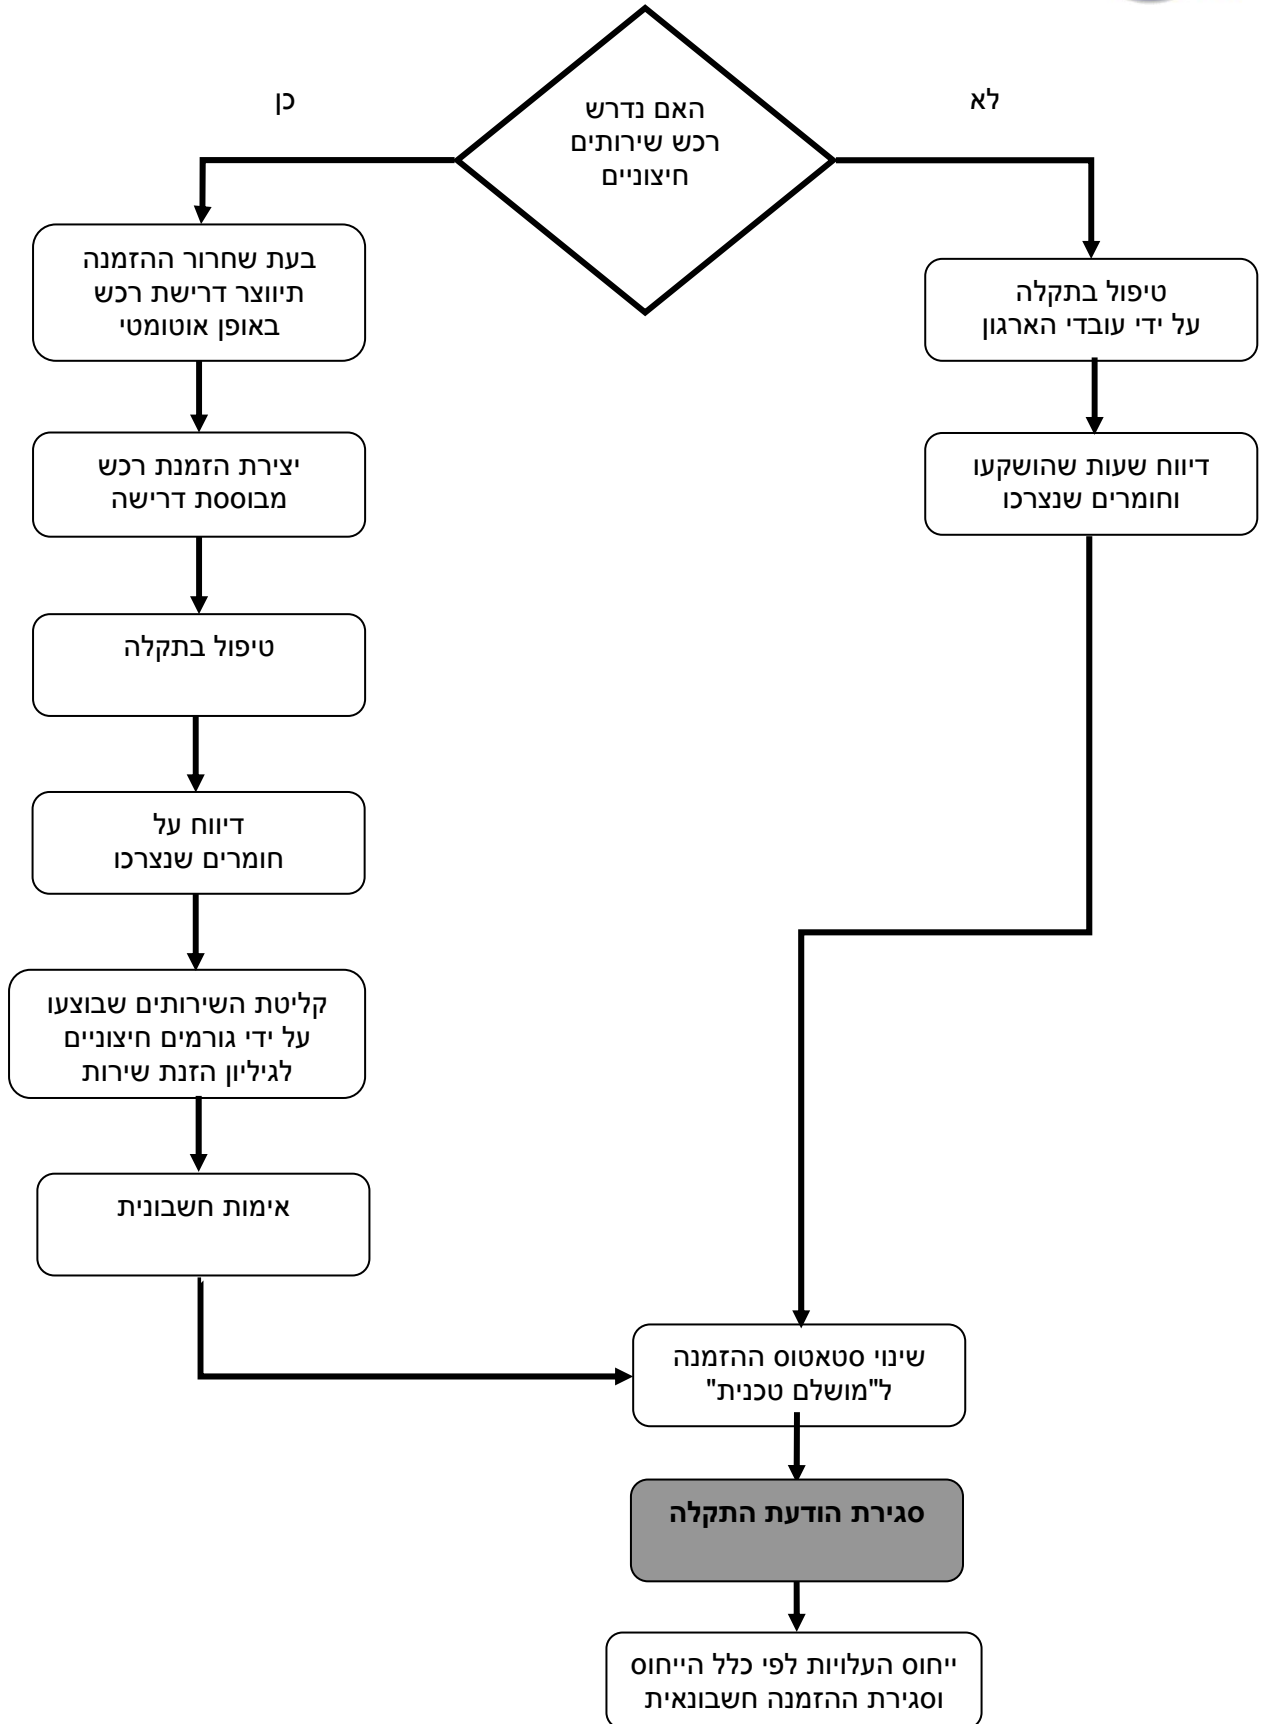 האם נדרש
רכש שירותים
חיצוניים
לא
כן
טיפול בתקלה
על ידי עובדי הארגון
דיווח שעות שהושקעו
וחומרים שנצרכו
בעת שחרור ההזמנה
תיווצר דרישת רכש
באופן אוטומטי
יצירת הזמנת רכש
מבוססת דרישה
טיפול בתקלה
דיווח על
חומרים שנצרכו
קליטת השירותים שבוצעו
על ידי גורמים חיצוניים
לגיליון הזנת שירות
אימות חשבונית
שינוי סטאטוס ההזמנה
ל"מושלם טכנית"
סגירת הודעת התקלה
ייחוס העלויות לפי כלל הייחוס
וסגירת ההזמנה חשבונאית